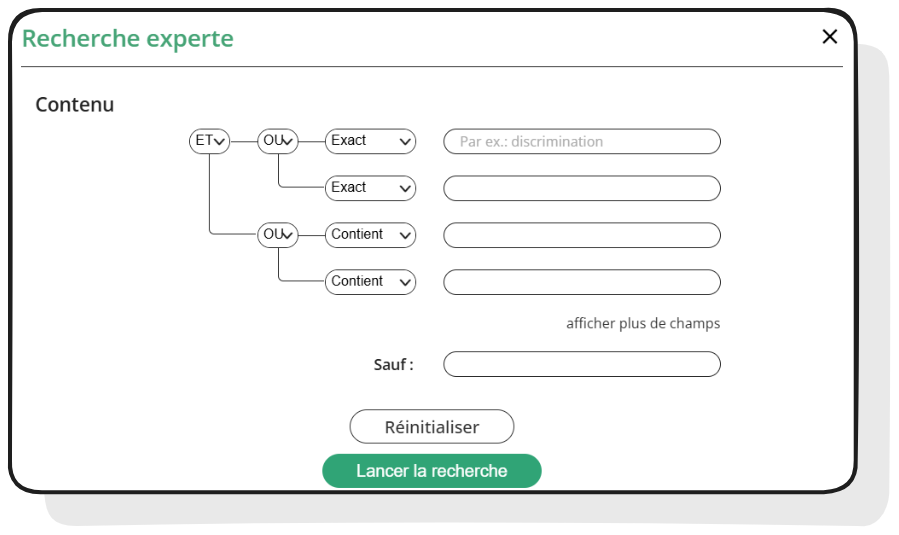 Recherche experte
Contenu
ET OU Exact Par ex.: discrimination
Exact
OU Contient
Contient
afficher plus de champs
Sauf :
Réinitialiser
Lancer la recherche